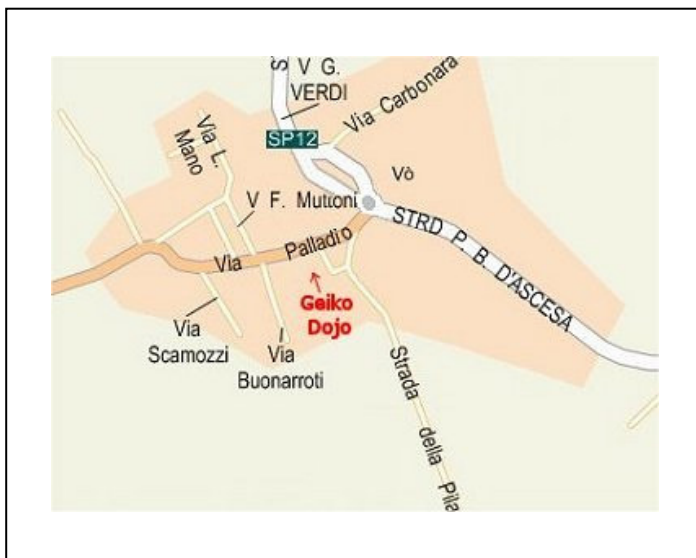 S
V G.
VERDI
Via Carbonara
SP12
Via L.
Mano
Vò
V F. Muttoni
STRD P. B. D'ASCESA
Via Palladio
Geiko
Dojo
Via
Scamozzi
Via
Buonarroti
Strada della Pila